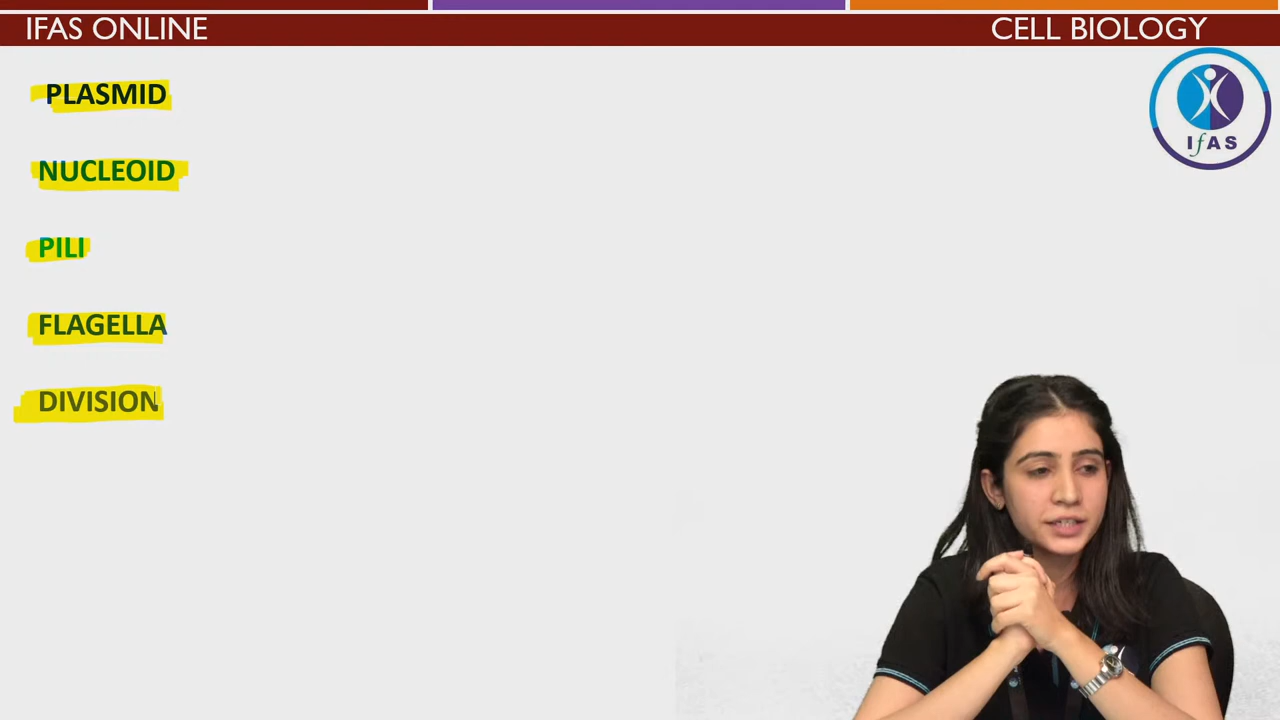 IFAS ONLINE
CELL BIOLOGY
IfAS
PLASMID
NUCLEOID
PILI
FLAGELLA
DIVISION